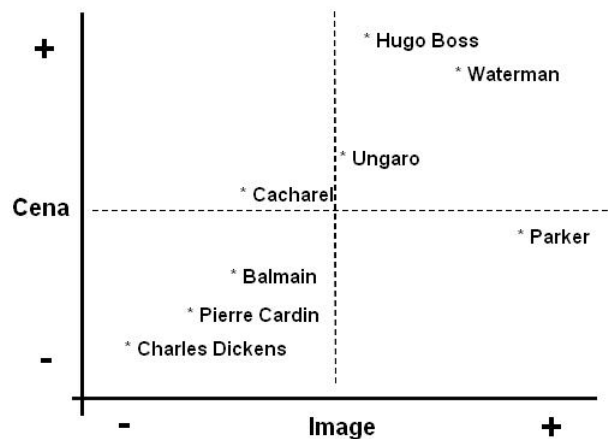 +
* Hugo Boss
* Waterman
* Ungaro
* Cacharel
Cena
* Parker
* Balmain
* Pierre Cardin
* Charles Dickens
-
- Image +